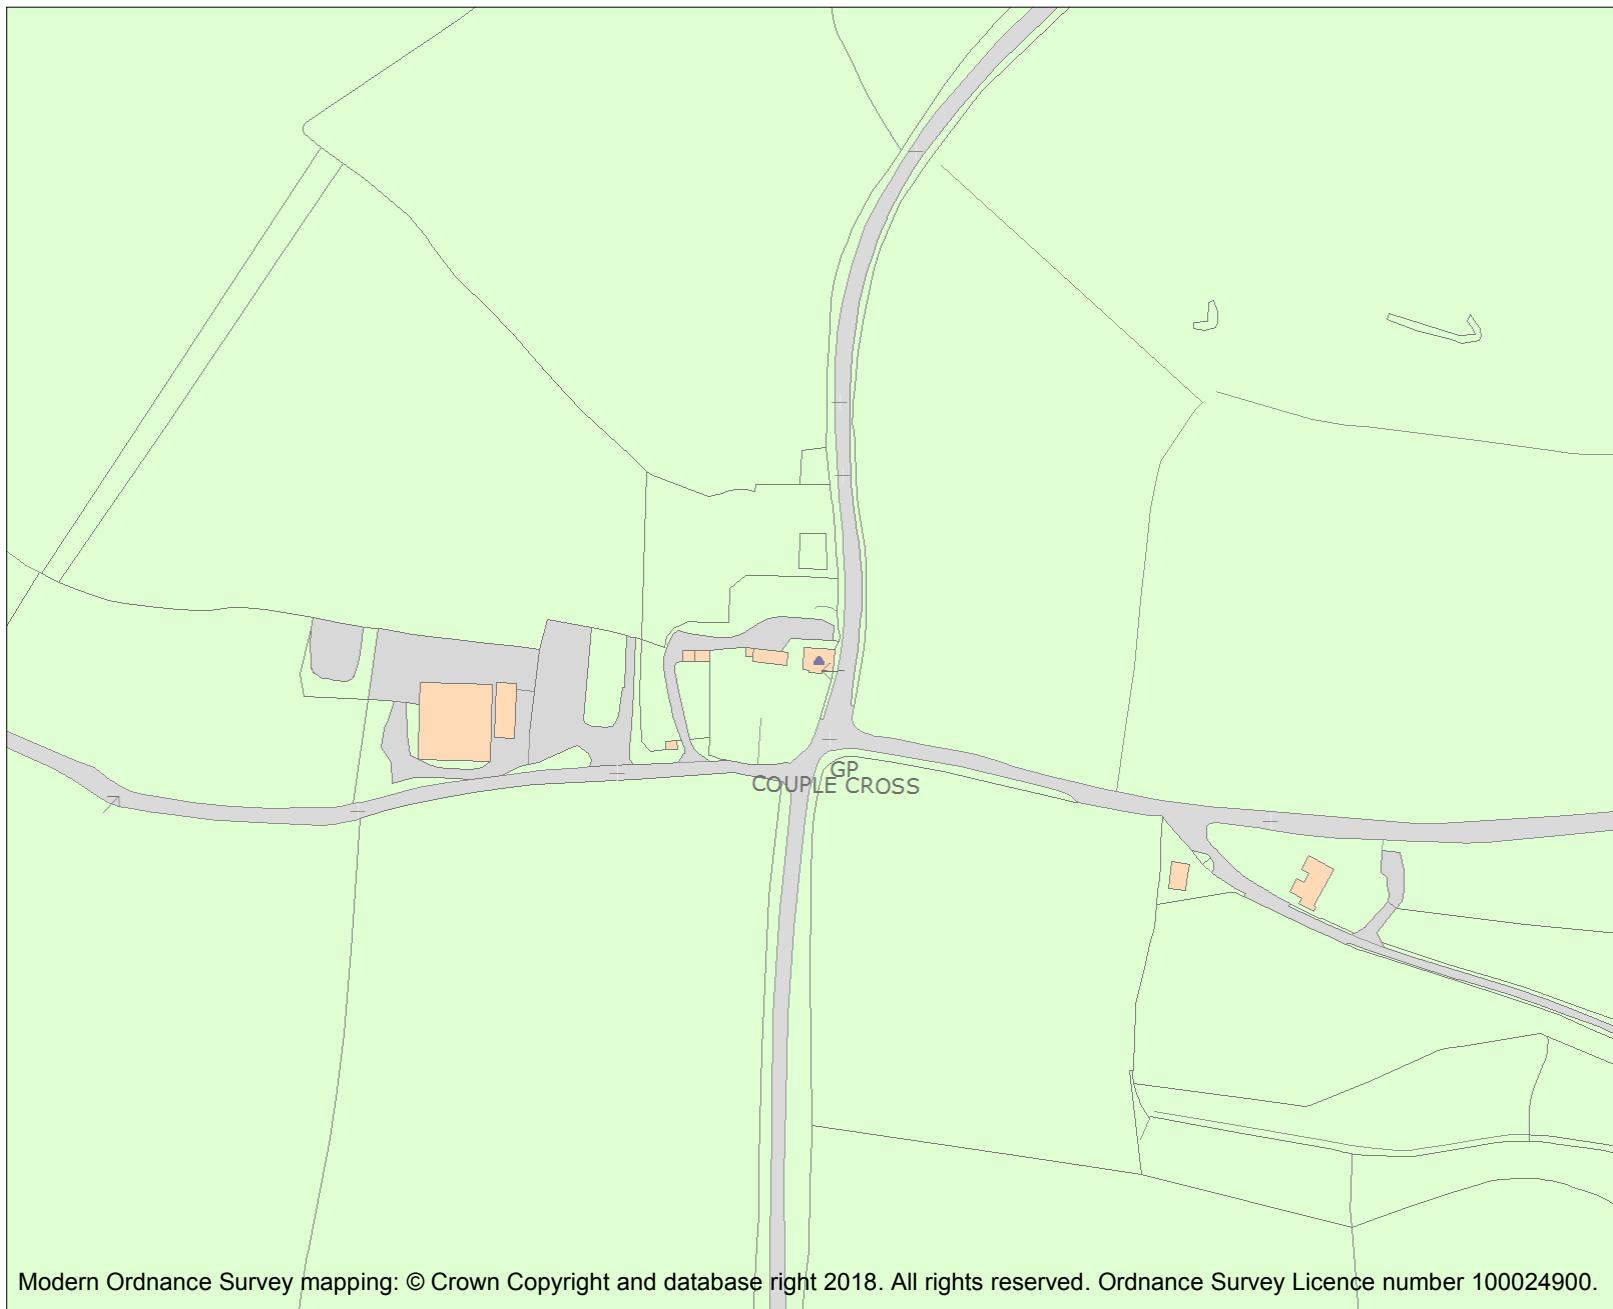 GP
COUPLE CROSS
Modern Ordnance Survey mapping: © Crown Copyright and database right 2018. All rights reserved. Ordnance Survey Licence number 100024900.